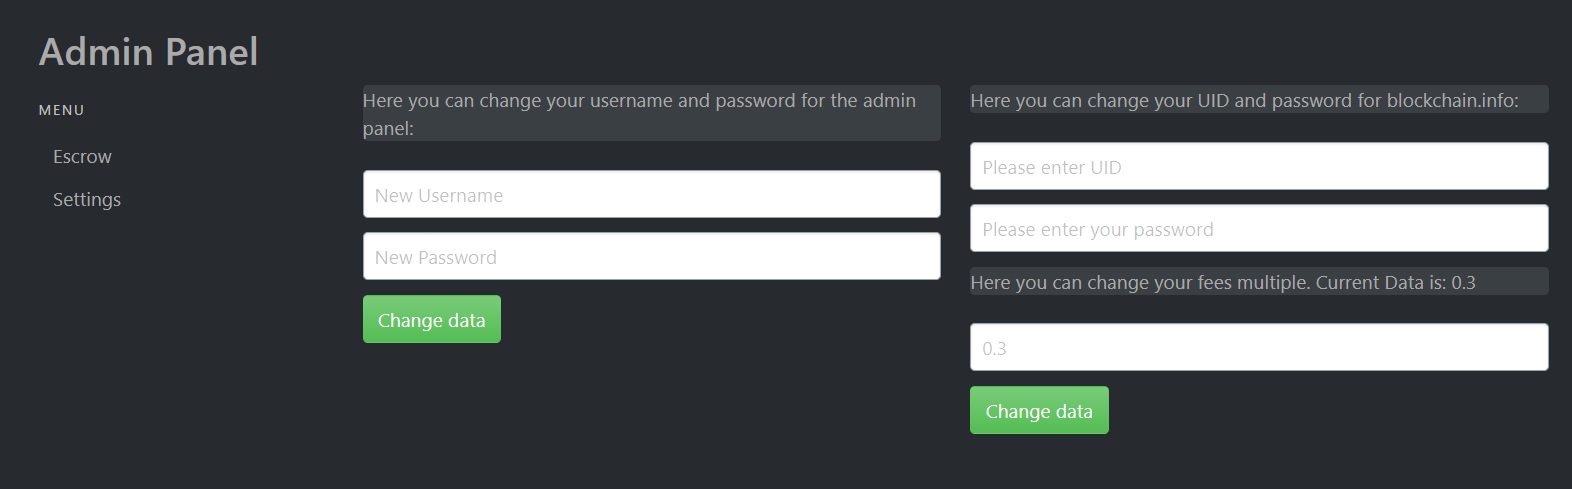 Admin Panel
MENU
Escrow
Settings
Here you can change your username and password for the admin
panel:
New Username
New Password
Change data
Here you can change your UID and password for blockchain.info:
Please enter UID
Please enter your password
Here you can change your fees multiple. Current Data is: 0.3
0.3
Change data